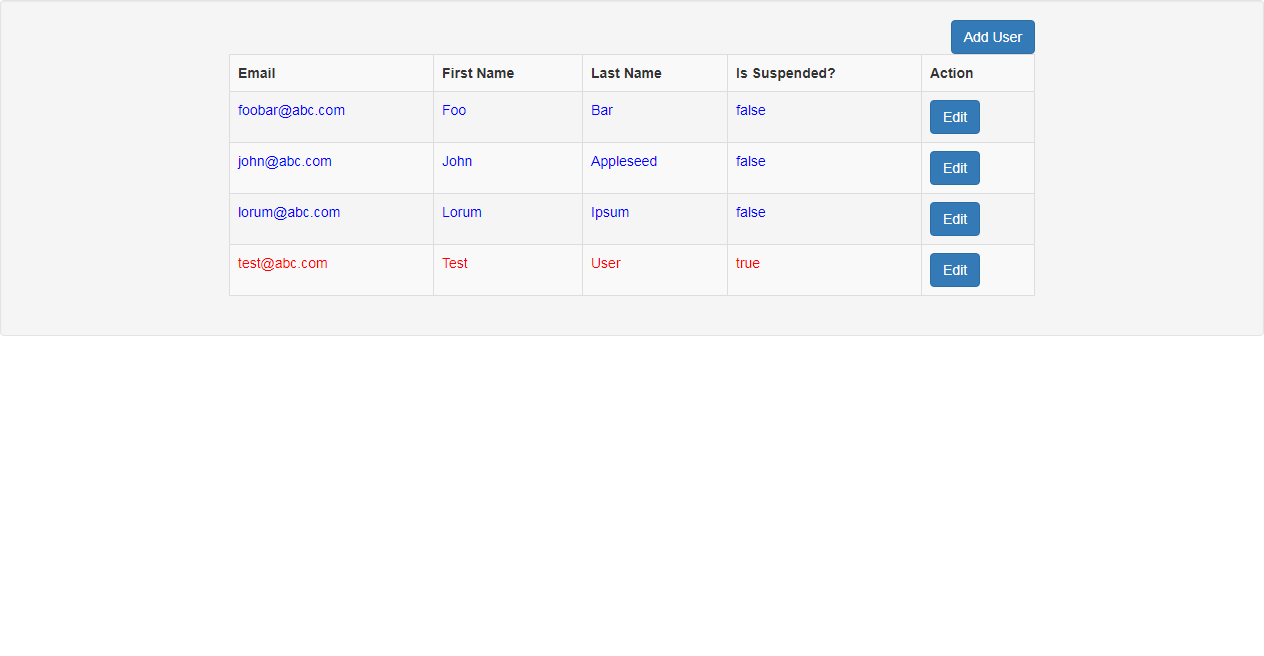 Add User
Email First Name Last Name Is Suspended? Action
foobar@abc.com Foo Bar false Edit
john@abc.com John Appleseed false Edit
lorum@abc.com Lorum Ipsum false Edit
test@abc.com Test User true Edit